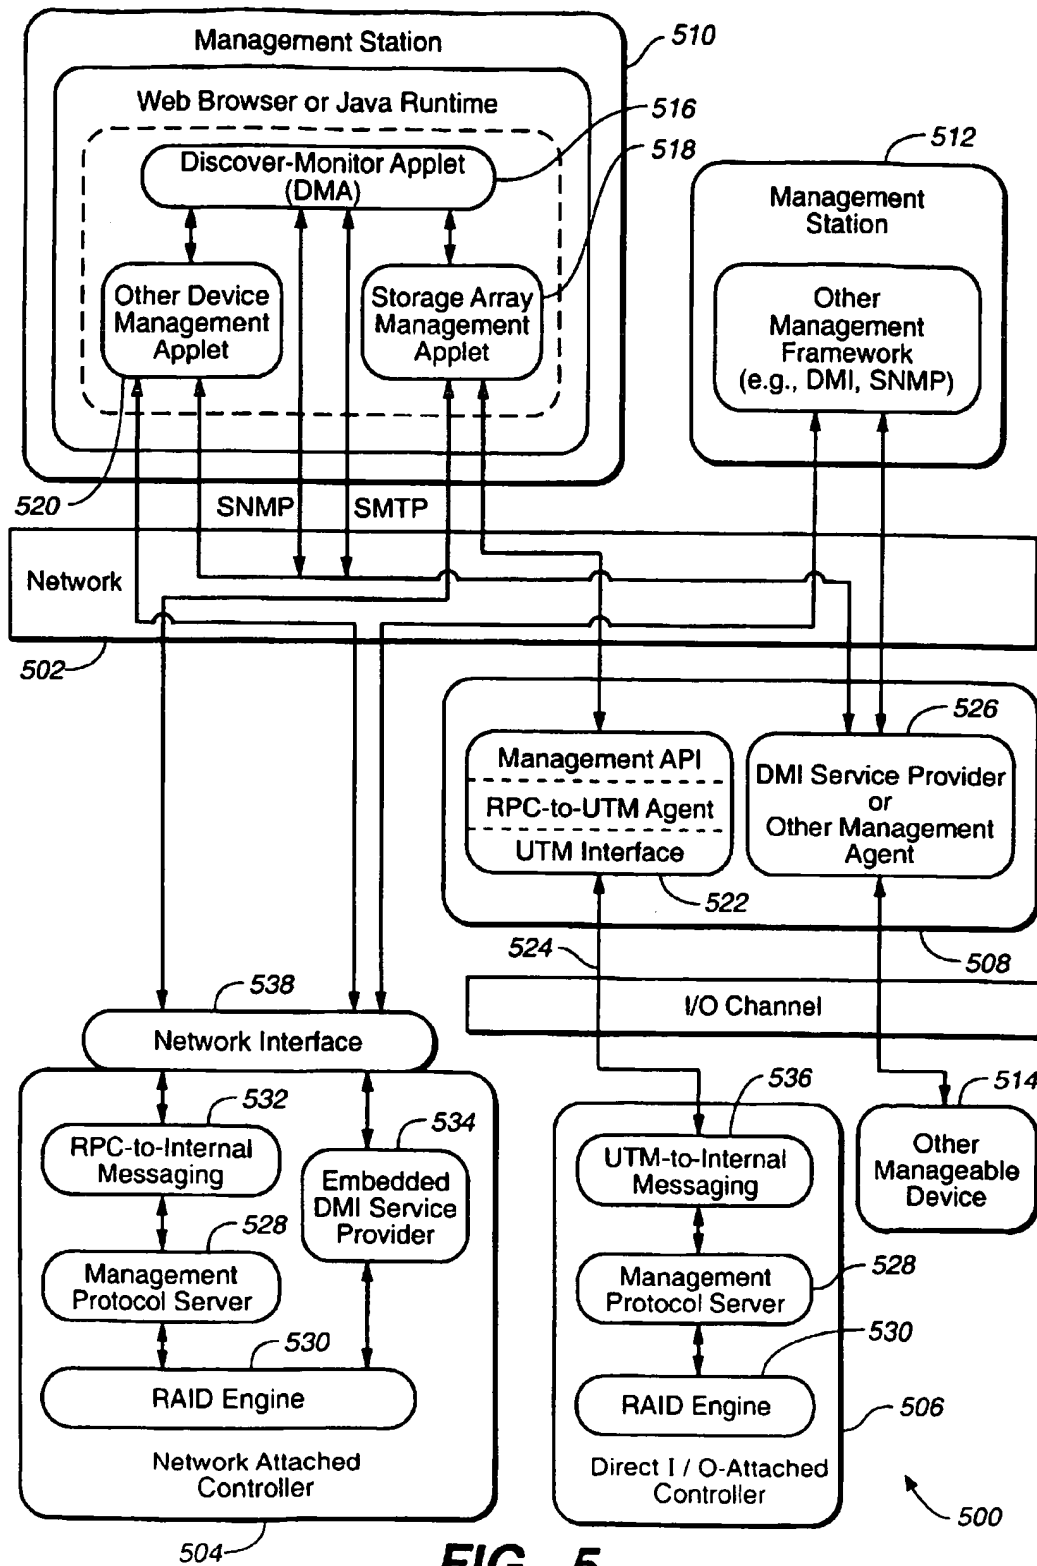 Management Station
510
Web Browser or Java Runtime
516
Discover-Monitor Applet
(DMA)
518
512
Management
Station
Other Device
Management
Applet
Storage Array
Management
Applet
Other
Management
Framework
(e.g., DMI, SNMP)
520
SNMP
SMTP
Network
502
526
Management API
RPC-to-UTM Agent
UTM Interface
DMI Service Provider
or
Other Management
Agent
522
524
508
I/O Channel
538
Network Interface
532
534
536
514
RPC-to-Internal
Messaging
Embedded
DMI Service
Provider
UTM-to-Internal
Messaging
Other
Manageable
Device
528
Management
Protocol Server
Management
Protocol Server
528
530
RAID Engine
530
RAID Engine
506
Network Attached
Controller
Direct I / O-Attached
Controller
500
504
FIG._5